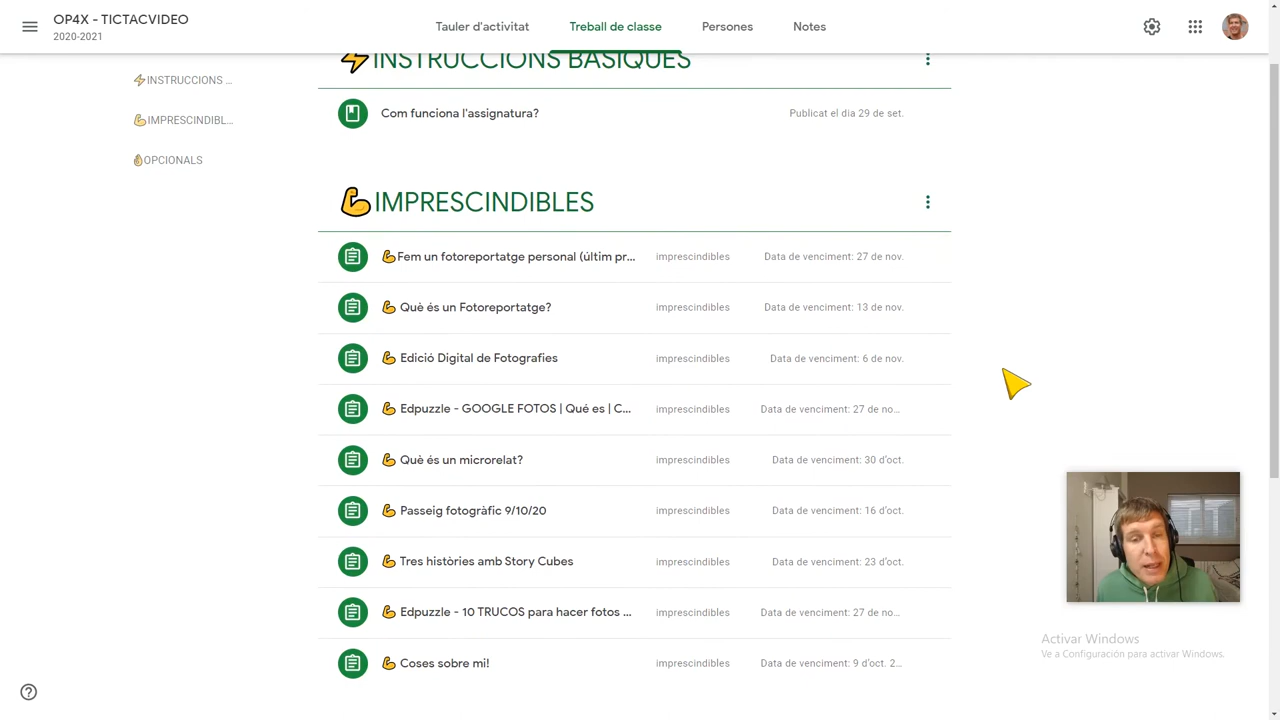 OP4X - TICTACVIDEO
2020-2021
Tauler d'activitat
Treball de classe
Persones
Notes
⚡INSTRUCCIONS ...
💪IMPRESCINDIBL...
OPCIONALS
⚡INSTRUCCIONS BÀSIQUES
Com funciona l'assignatura? Publicat el dia 29 de set.
💪IMPRESCINDIBLES
💪Fem un fotoreportatge personal (últim pr... imprescindibles Data de venciment: 27 de nov.
💪 Què és un Fotoreportatge? imprescindibles Data de venciment: 13 de nov.
💪 Edició Digital de Fotografies imprescindibles Data de venciment: 6 de nov.
💪 Edpuzzle - GOOGLE FOTOS | Qué es | C... imprescindibles Data de venciment: 27 de no...
💪 Què és un microrelat? imprescindibles Data de venciment: 30 d'oct.
💪 Passeig fotogràfic 9/10/20 imprescindibles Data de venciment: 16 d'oct.
💪 Tres històries amb Story Cubes imprescindibles Data de venciment: 23 d'oct.
💪 Edpuzzle - 10 TRUCOS para hacer fotos ... imprescindibles Data de venciment: 27 de no...
💪 Coses sobre mi! imprescindibles Data de venciment: 9 d'oct. 2...
Activar Windows
Ve a Configuración para activar Windows.